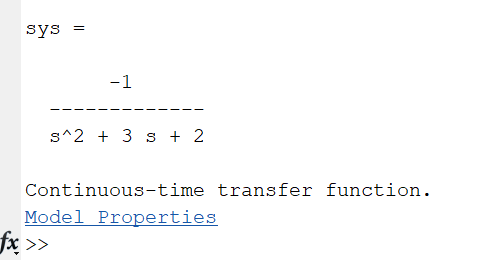 sys =
-1
-------------
s^2 + 3 s + 2
Continuous-time transfer function.
Model Properties
fx >>